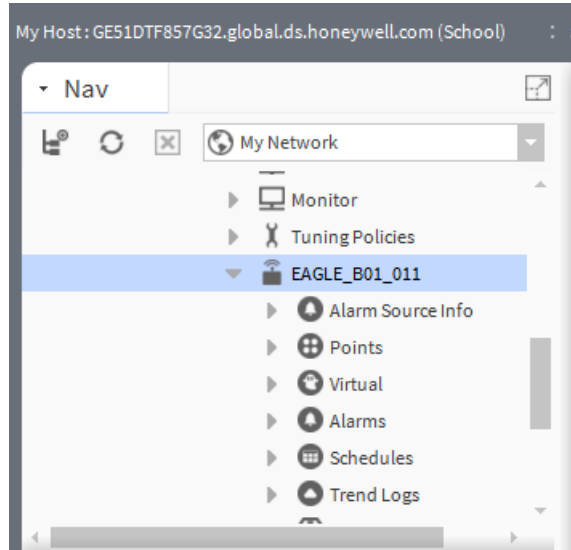 My Host : GE51DTF857G32.global.ds.honeywell.com (School)
Nav
My Network
Monitor
Tuning Policies
EAGLE_B01_011
Alarm Source Info
Points
Virtual
Alarms
Schedules
Trend Logs